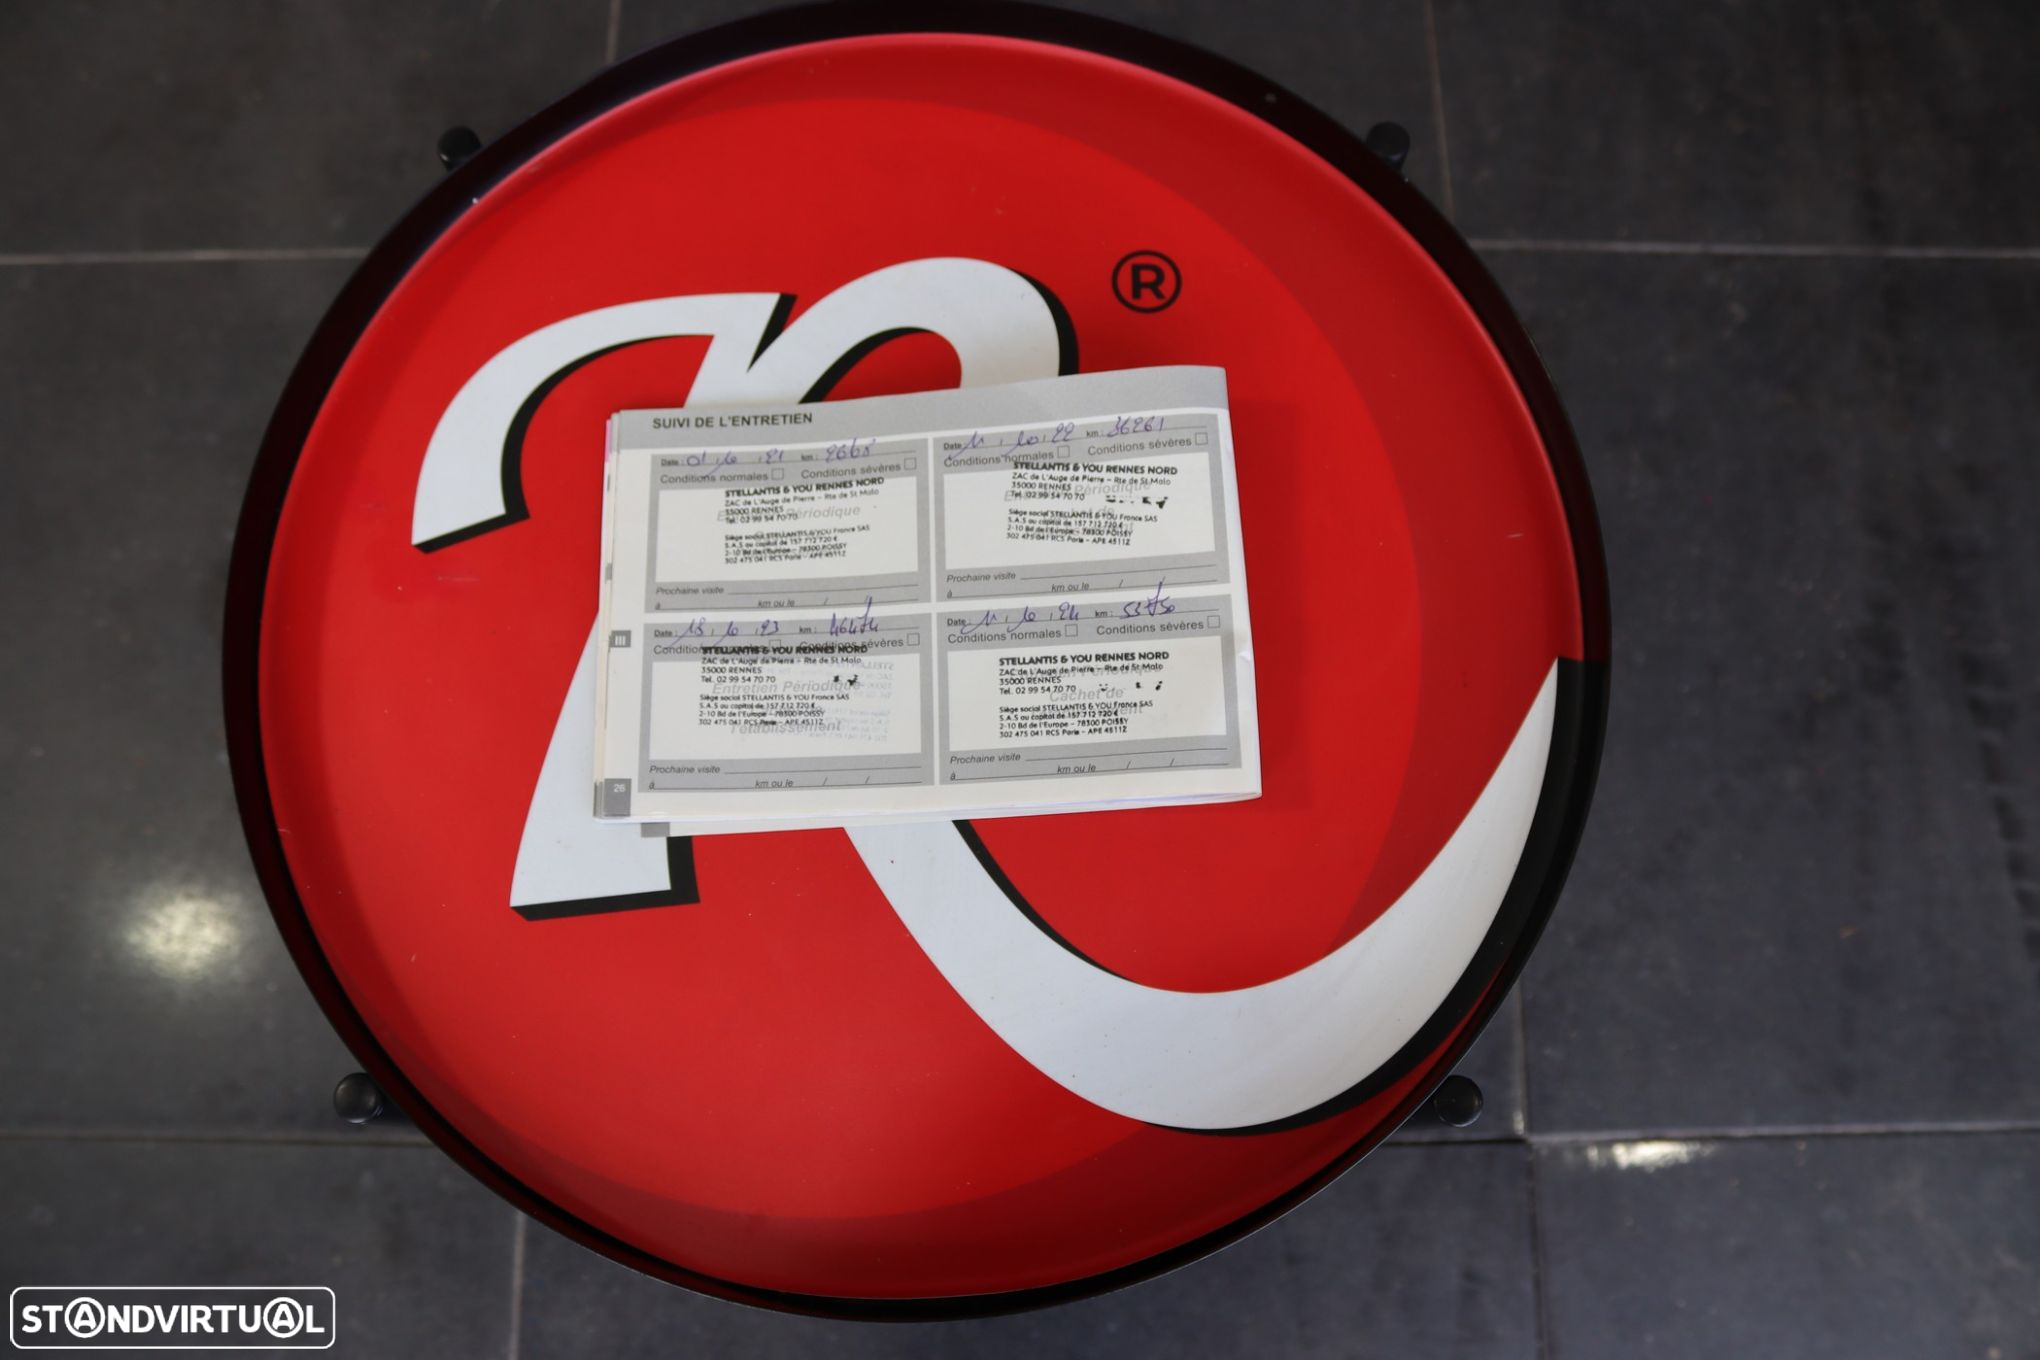 ®
SUIVI DE L'ENTRETIEN
Date: km:
Conditions normales Conditions sévères
STELLANTIS & YOU RENNES NORD
ZAC de L'Auge de Pierre – Rte de St Malo
35000 RENNES
Tel. 02 99 54 70 70
Périodique
Siège social STELLANTIS & YOU France SAS
S.A.S au capital de 157 712 720 €
2-10 Bd de l'Europe – 78300 POISSY
302 475 041 RCS Paris – APE 4511Z
Prochaine visite
à km ou le / /
Date: 11 . 10 . 22 km: 36261
Conditions normales Conditions sévères
STELLANTIS & YOU RENNES NORD
ZAC de L'Auge de Pierre – Rte de St Malo
35000 RENNES
Tel. 02 99 54 70 70
Périodique
Siège social STELLANTIS & YOU France SAS
S.A.S au capital de 157 712 720 €
2-10 Bd de l'Europe – 78300 POISSY
302 475 041 RCS Paris – APE 4511Z
Prochaine visite
à km ou le / /
Date: 18 . 10 . 23 km: 46474
Conditions sévères
STELLANTIS & YOU RENNES NORD
ZAC de L'Auge de Pierre – Rte de St Malo
35000 RENNES
Tel. 02 99 54 70 70
Entretien Périodique
Siège social STELLANTIS & YOU France SAS
S.A.S au capital de 157 712 720 €
2-10 Bd de l'Europe – 78300 POISSY
302 475 041 RCS Paris – APE 4511Z
l'établissement
Prochaine visite
à km ou le / /
Date: 11 . 10 . 24 km: 53750
Conditions normales Conditions sévères
STELLANTIS & YOU RENNES NORD
ZAC de L'Auge de Pierre – Rte de St Malo
35000 RENNES
Tel. 02 99 54 70 70
Cachet de
Siège social STELLANTIS & YOU France SAS
S.A.S au capital de 157 712 720 €
2-10 Bd de l'Europe – 78300 POISSY
302 475 041 RCS Paris – APE 4511Z
Prochaine visite
à km ou le / /
III
26
STANDVIRTUAL